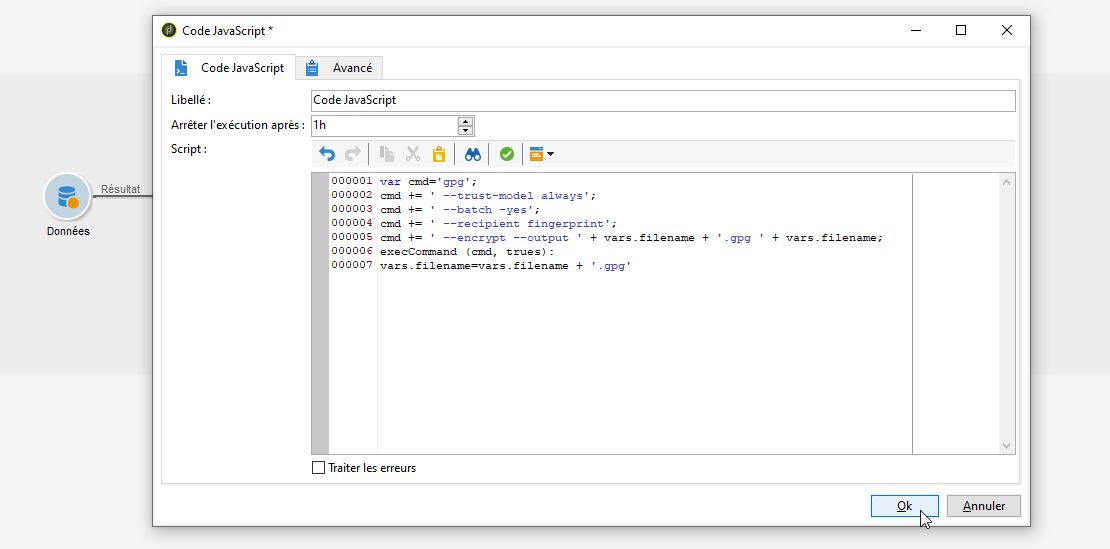 Code JavaScript *
Code JavaScript
Avancé
Libellé :
Code JavaScript
Arrêter l'exécution après :
1h
Script :
000001 var cmd='gpg';
000002 cmd += ' --trust-model always';
000003 cmd += ' --batch -yes';
000004 cmd += ' --recipient fingerprint';
000005 cmd += ' --encrypt --output ' + vars.filename + '.gpg ' + vars.filename;
000006 execCommand (cmd, trues):
000007 vars.filename=vars.filename + '.gpg'
Résultat
Données
Traiter les erreurs
Ok
Annuler